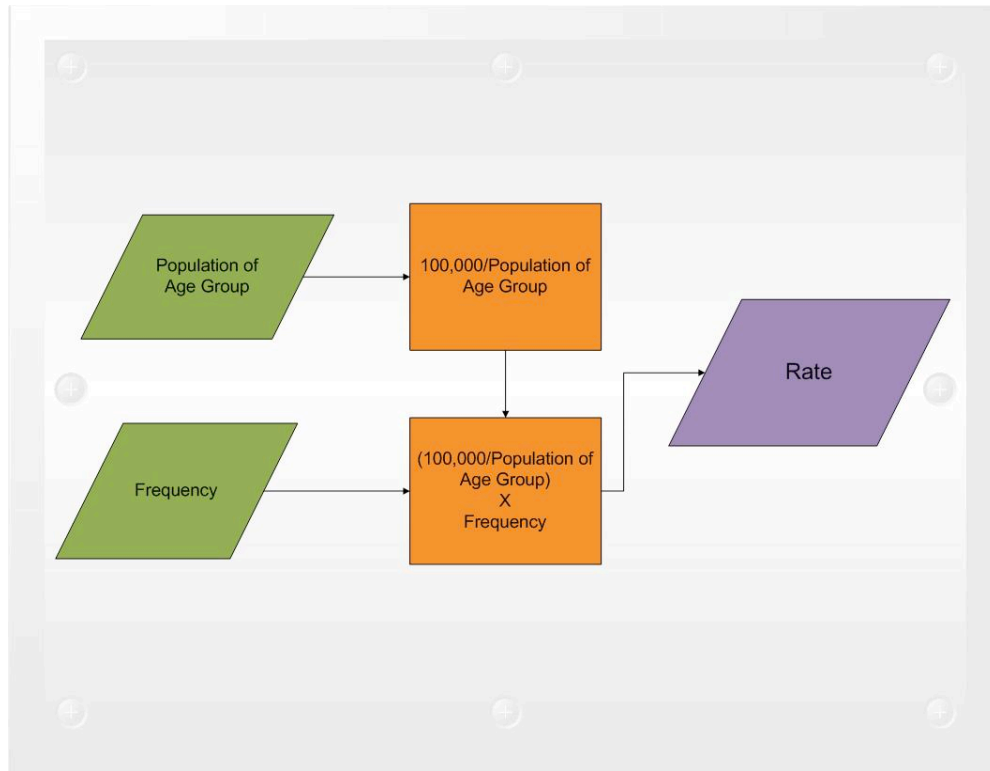 Population of
Age Group
100,000/Population of
Age Group
Rate
Frequency
(100,000/Population of
Age Group)
X
Frequency